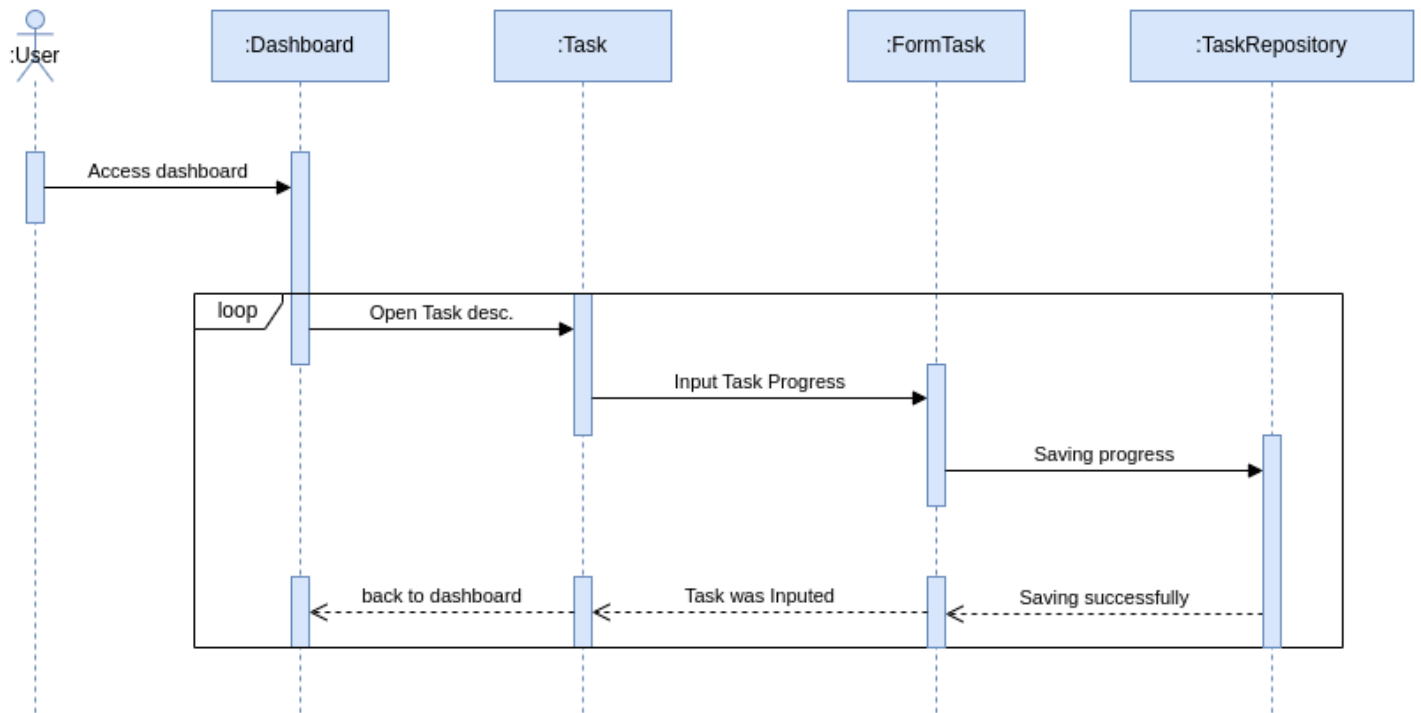 :User
:Dashboard
:Task
:FormTask
:TaskRepository
Access dashboard
loop
Open Task desc.
Input Task Progress
Saving progress
back to dashboard
Task was Inputed
Saving successfully